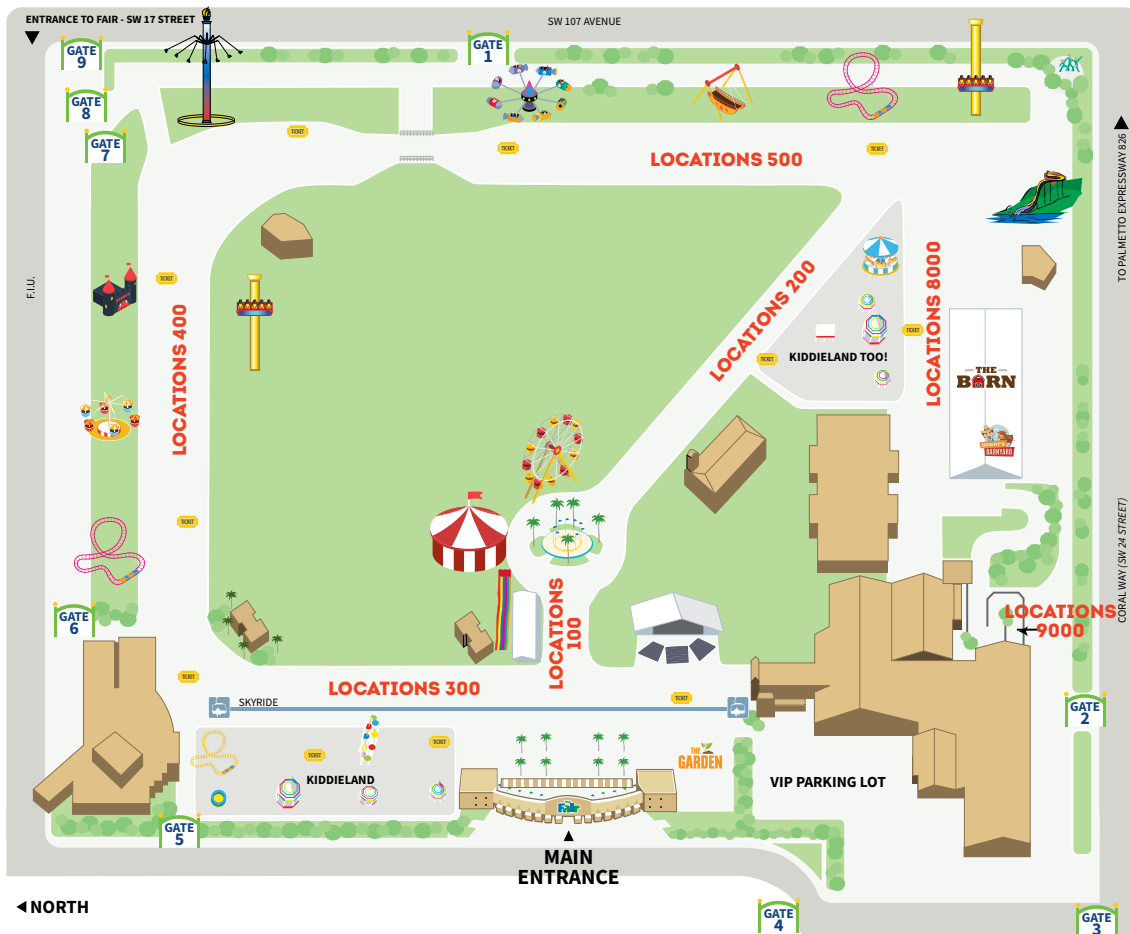 ENTRANCE TO FAIR - SW 17 STREET
SW 107 AVENUE
GATE
9
GATE
1
GATE
8
GATE
7
TICKET
TICKET
TICKET
LOCATIONS 500
TO PALMETTO EXPRESSWAY 826
F.I.U.
TICKET
LOCATIONS 400
LOCATIONS 200
LOCATIONS 8000
TICKET
TICKET
KIDDIELAND TOO!
THE
BARN
BARNYARD
TICKET
CORAL WAY (SW 24 STREET)
GATE
6
LOCATIONS
100
LOCATIONS
9000
TICKET
LOCATIONS 300
SKYRIDE
TICKET
GATE
2
TICKET
TICKET
THE
GARDEN
KIDDIELAND
VIP PARKING LOT
Fair
GATE
5
MAIN
ENTRANCE
NORTH
GATE
4
GATE
3